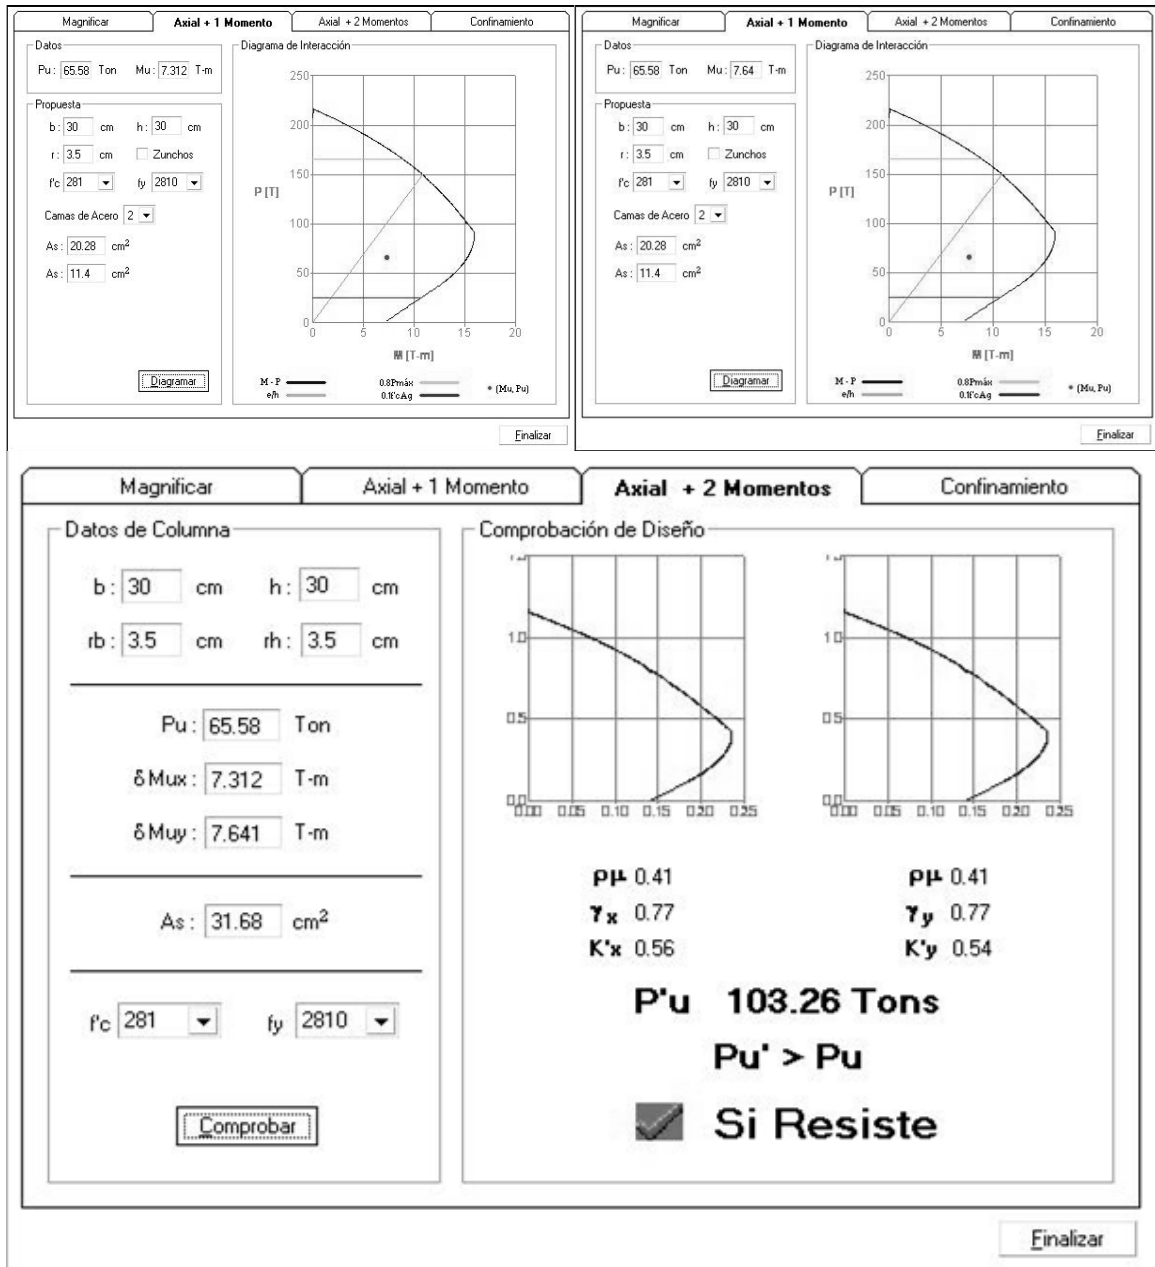 Magnificar Axial + 1 Momento Axial + 2 Momentos Confinamiento
Datos
Pu: 65.58 Ton Mu: 7.312 T-m
Propuesta
b: 30 cm h: 30 cm
r: 3.5 cm Zunchos
f'c 281 fy 2810
Camas de Acero 2
As: 20.28 cm²
As: 11.4 cm²
Diagramar
Diagrama de Interacción
250
200
150
P [T]
100
50
0
0 5 10 15 20
M [T-m]
M - P 0.8Pmáx • (Mu, Pu)
e/h 0.1f'cAg
Finalizar
Magnificar Axial + 1 Momento Axial + 2 Momentos Confinamiento
Datos
Pu: 65.58 Ton Mu: 7.64 T-m
Propuesta
b: 30 cm h: 30 cm
r: 3.5 cm Zunchos
f'c 281 fy 2810
Camas de Acero 2
As: 20.28 cm²
As: 11.4 cm²
Diagramar
Diagrama de Interacción
250
200
150
P [T]
100
50
0
0 5 10 15 20
M [T-m]
M - P 0.8Pmáx • (Mu, Pu)
e/h 0.1f'cAg
Finalizar
Magnificar Axial + 1 Momento Axial + 2 Momentos Confinamiento
Datos de Columna
b: 30 cm h: 30 cm
rb: 3.5 cm rh: 3.5 cm
Pu: 65.58 Ton
δMux: 7.312 T-m
δMuy: 7.641 T-m
As: 31.68 cm²
f'c 281 fy 2810
Comprobar
Comprobación de Diseño
1.0
0.5
0.0
0.00 0.05 0.10 0.15 0.20 0.25
1.0
0.5
0.0
0.00 0.05 0.10 0.15 0.20 0.25
ρμ 0.41 ρμ 0.41
γx 0.77 γy 0.77
K'x 0.56 K'y 0.54
P'u 103.26 Tons
Pu' > Pu
Si Resiste
Finalizar